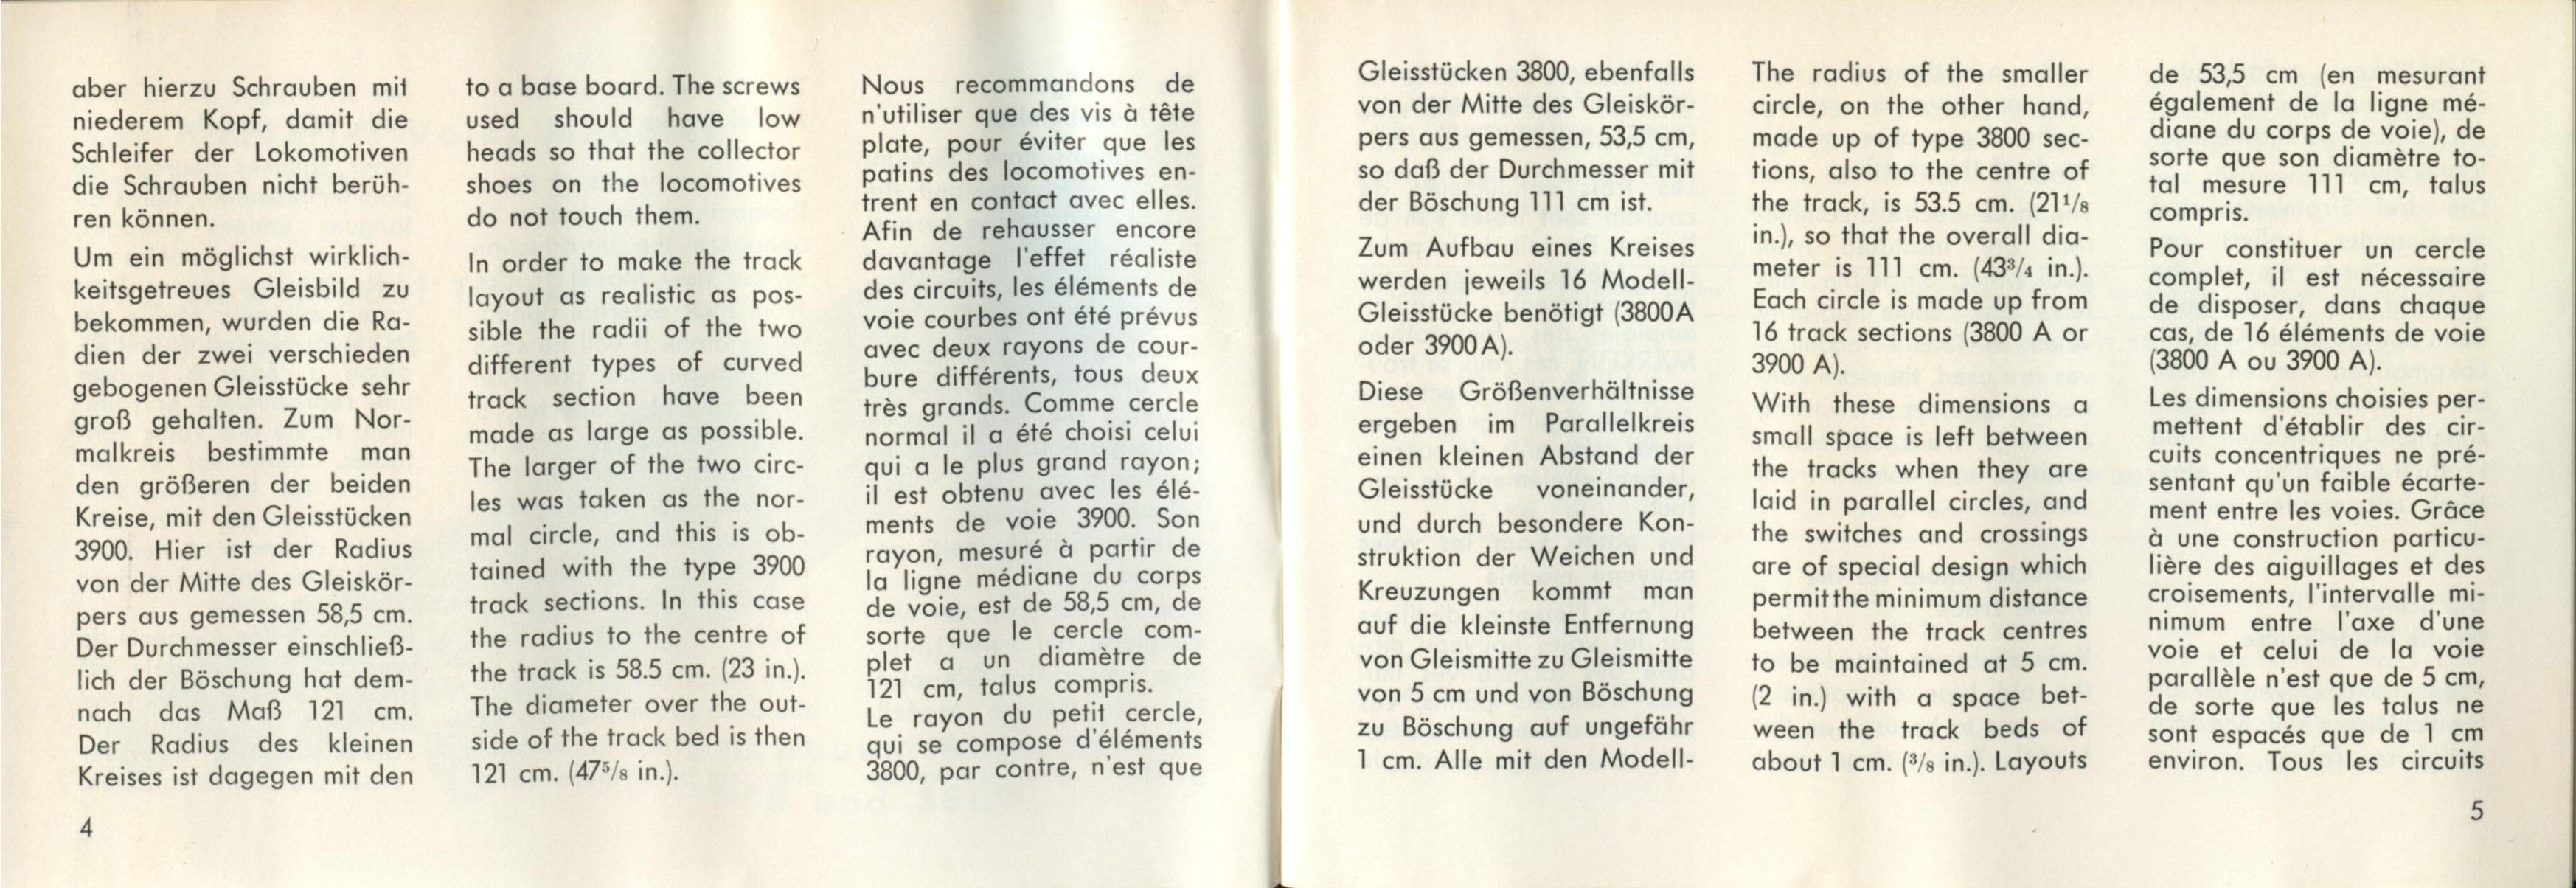 aber hierzu Schrauben mit
niederem Kopf, damit die
Schleifer der Lokomotiven
die Schrauben nicht berüh-
ren können.
Um ein möglichst wirklich-
keitsgetreues Gleisbild zu
bekommen, wurden die Ra-
dien der zwei verschieden
gebogenen Gleisstücke sehr
groß gehalten. Zum Nor-
malkreis bestimmte man
den größeren der beiden
Kreise, mit den Gleisstücken
3900. Hier ist der Radius
von der Mitte des Gleiskör-
pers aus gemessen 58,5 cm.
Der Durchmesser einschließ-
lich der Böschung hat dem-
nach das Maß 121 cm.
Der Radius des kleinen
Kreises ist dagegen mit den
4
to a base board. The screws
used should have low
heads so that the collector
shoes on the locomotives
do not touch them.
In order to make the track
layout as realistic as pos-
sible the radii of the two
different types of curved
track section have been
made as large as possible.
The larger of the two circ-
les was taken as the nor-
mal circle, and this is ob-
tained with the type 3900
track sections. In this case
the radius to the centre of
the track is 58.5 cm. (23 in.).
The diameter over the out-
side of the track bed is then
121 cm. (47⁵/₈ in.).
Nous recommandons de
n'utiliser que des vis à tête
plate, pour éviter que les
patins des locomotives en-
trent en contact avec elles.
Afin de rehausser encore
davantage l'effet réaliste
des circuits, les éléments de
voie courbes ont été prévus
avec deux rayons de cour-
bure différents, tous deux
très grands. Comme cercle
normal il a été choisi celui
qui a le plus grand rayon;
il est obtenu avec les élé-
ments de voie 3900. Son
rayon, mesuré à partir de
la ligne médiane du corps
de voie, est de 58,5 cm, de
sorte que le cercle com-
plet a un diamètre de
121 cm, talus compris.
Le rayon du petit cercle,
qui se compose d'éléments
3800, par contre, n'est que
Gleisstücken 3800, ebenfalls
von der Mitte des Gleiskör-
pers aus gemessen, 53,5 cm,
so daß der Durchmesser mit
der Böschung 111 cm ist.
Zum Aufbau eines Kreises
werden jeweils 16 Modell-
Gleisstücke benötigt (3800 A
oder 3900 A).
Diese Größenverhältnisse
ergeben im Parallelkreis
einen kleinen Abstand der
Gleisstücke voneinander,
und durch besondere Kon-
struktion der Weichen und
Kreuzungen kommt man
auf die kleinste Entfernung
von Gleismitte zu Gleismitte
von 5 cm und von Böschung
zu Böschung auf ungefähr
1 cm. Alle mit den Modell-
The radius of the smaller
circle, on the other hand,
made up of type 3800 sec-
tions, also to the centre of
the track, is 53.5 cm. (21¹/₈
in.), so that the overall dia-
meter is 111 cm. (43³/₄ in.).
Each circle is made up from
16 track sections (3800 A or
3900 A).
With these dimensions a
small space is left between
the tracks when they are
laid in parallel circles, and
the switches and crossings
are of special design which
permit the minimum distance
between the track centres
to be maintained at 5 cm.
(2 in.) with a space bet-
ween the track beds of
about 1 cm. (³/₈ in.). Layouts
de 53,5 cm (en mesurant
également de la ligne mé-
diane du corps de voie), de
sorte que son diamètre to-
tal mesure 111 cm, talus
compris.
Pour constituer un cercle
complet, il est nécessaire
de disposer, dans chaque
cas, de 16 éléments de voie
(3800 A ou 3900 A).
Les dimensions choisies per-
mettent d'établir des cir-
cuits concentriques ne pré-
sentant qu'un faible écarte-
ment entre les voies. Grâce
à une construction particu-
lière des aiguillages et des
croisements, l'intervalle mi-
nimum entre l'axe d'une
voie et celui de la voie
parallèle n'est que de 5 cm,
de sorte que les talus ne
sont espacés que de 1 cm
environ. Tous les circuits
5